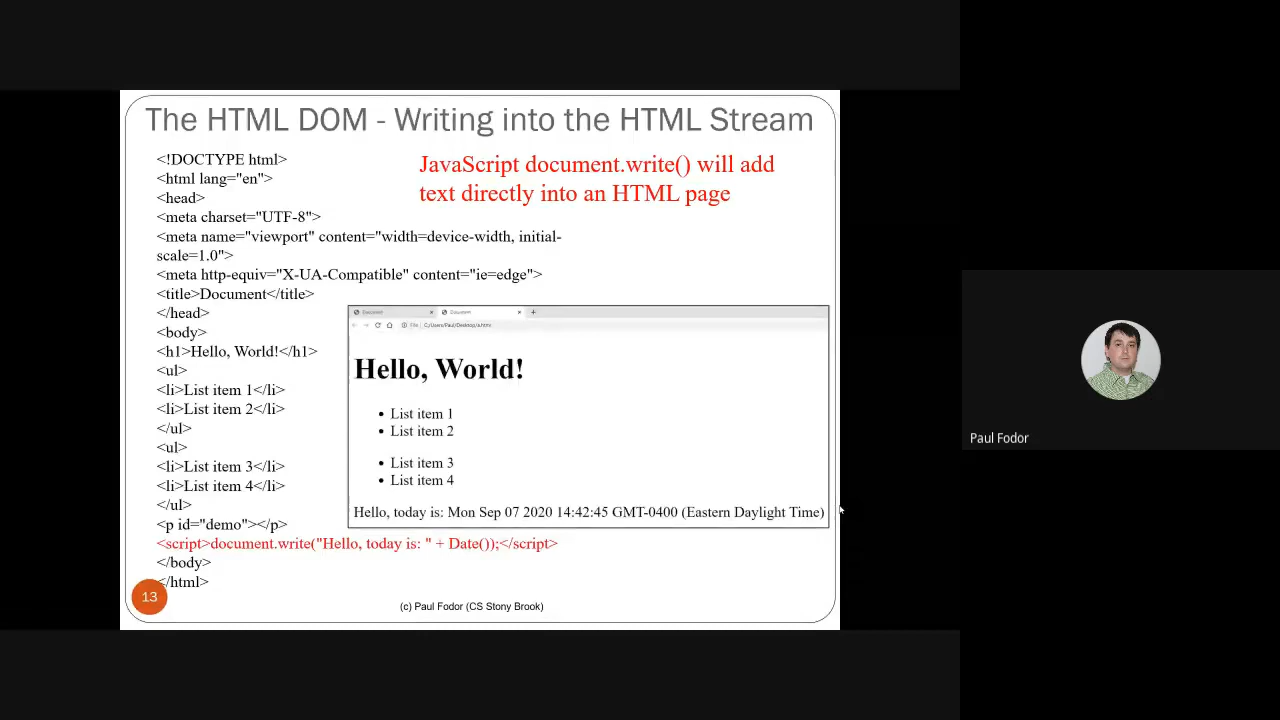 The HTML DOM - Writing into the HTML Stream
JavaScript document.write() will add
text directly into an HTML page
<!DOCTYPE html>
<html lang="en">
<head>
<meta charset="UTF-8">
<meta name="viewport" content="width=device-width, initial-
scale=1.0">
<meta http-equiv="X-UA-Compatible" content="ie=edge">
<title>Document</title>
</head>
<body>
<h1>Hello, World!</h1>
<ul>
<li>List item 1</li>
<li>List item 2</li>
</ul>
<ul>
<li>List item 3</li>
<li>List item 4</li>
</ul>
<p id="demo"></p>
<script>document.write("Hello, today is: " + Date());</script>
</body>
</html>
Document
Document
File
C:/Users/Paul/Desktop/a.html
Hello, World!
• List item 1
• List item 2
• List item 3
• List item 4
Hello, today is: Mon Sep 07 2020 14:42:45 GMT-0400 (Eastern Daylight Time)
13
(c) Paul Fodor (CS Stony Brook)
Paul Fodor